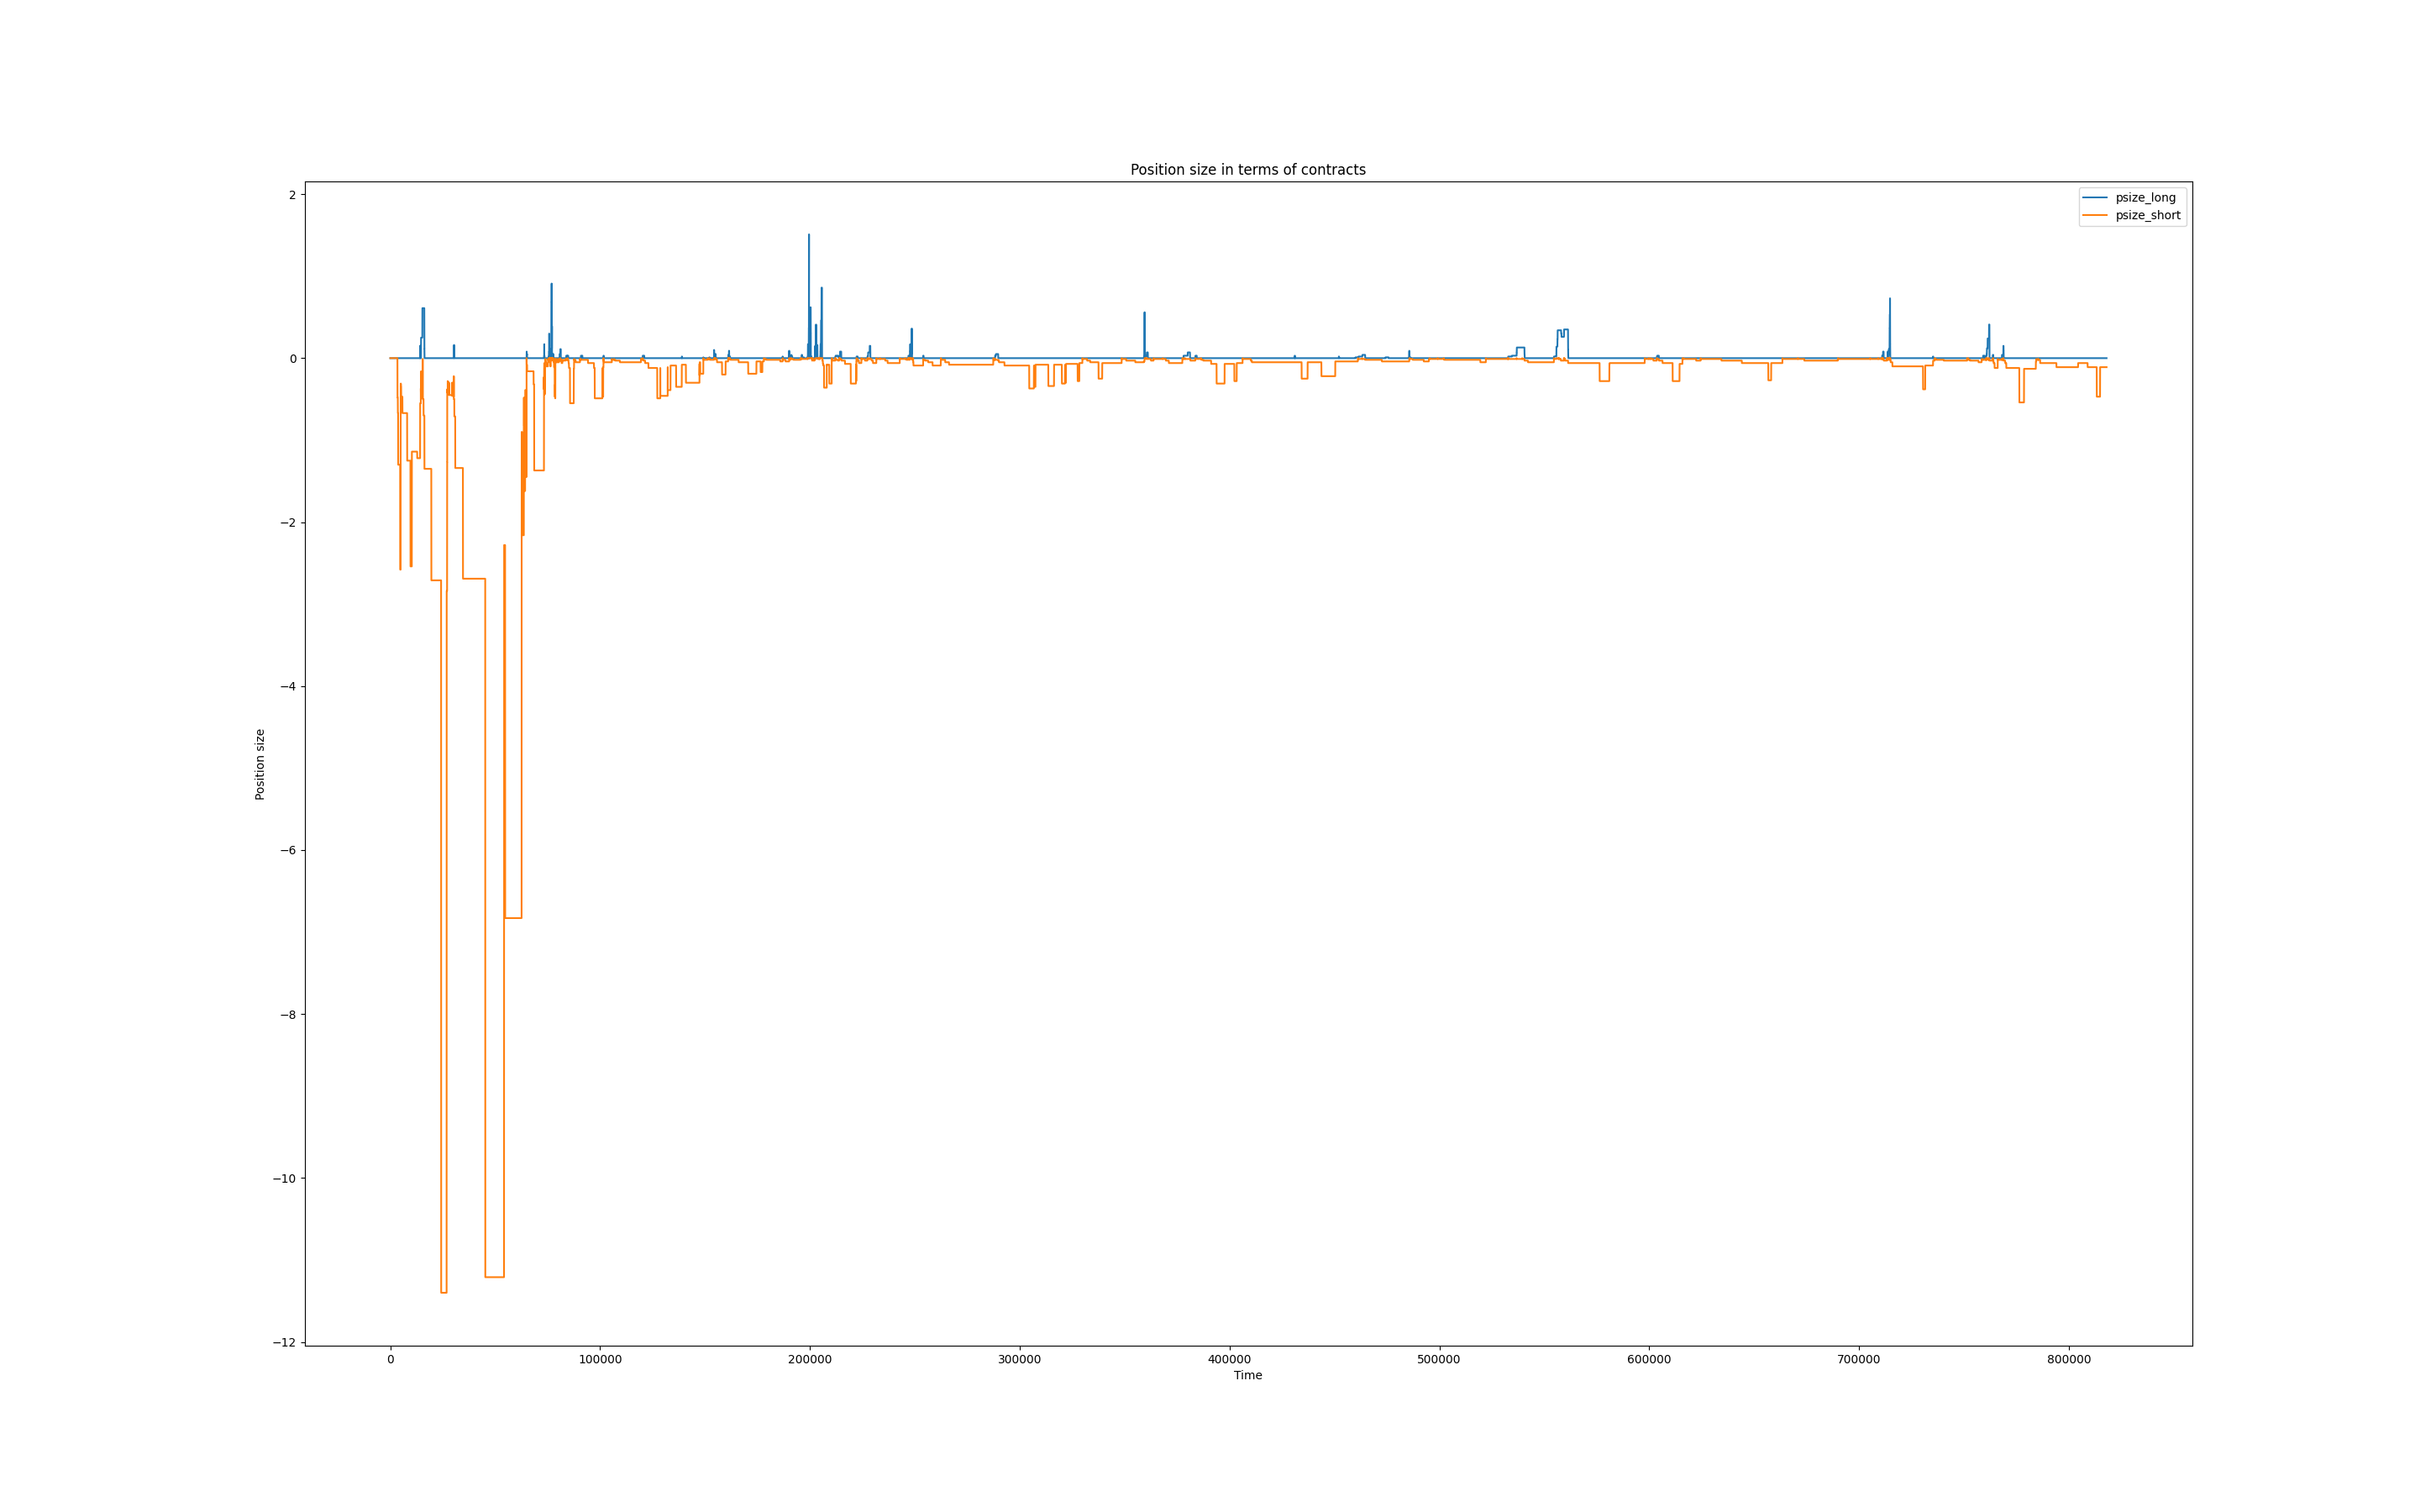 Position size in terms of contracts
psize_long
psize_short
2
0
−2
−4
−6
−8
−10
−12
Position size
0 100000 200000 300000 400000 500000 600000 700000 800000
Time